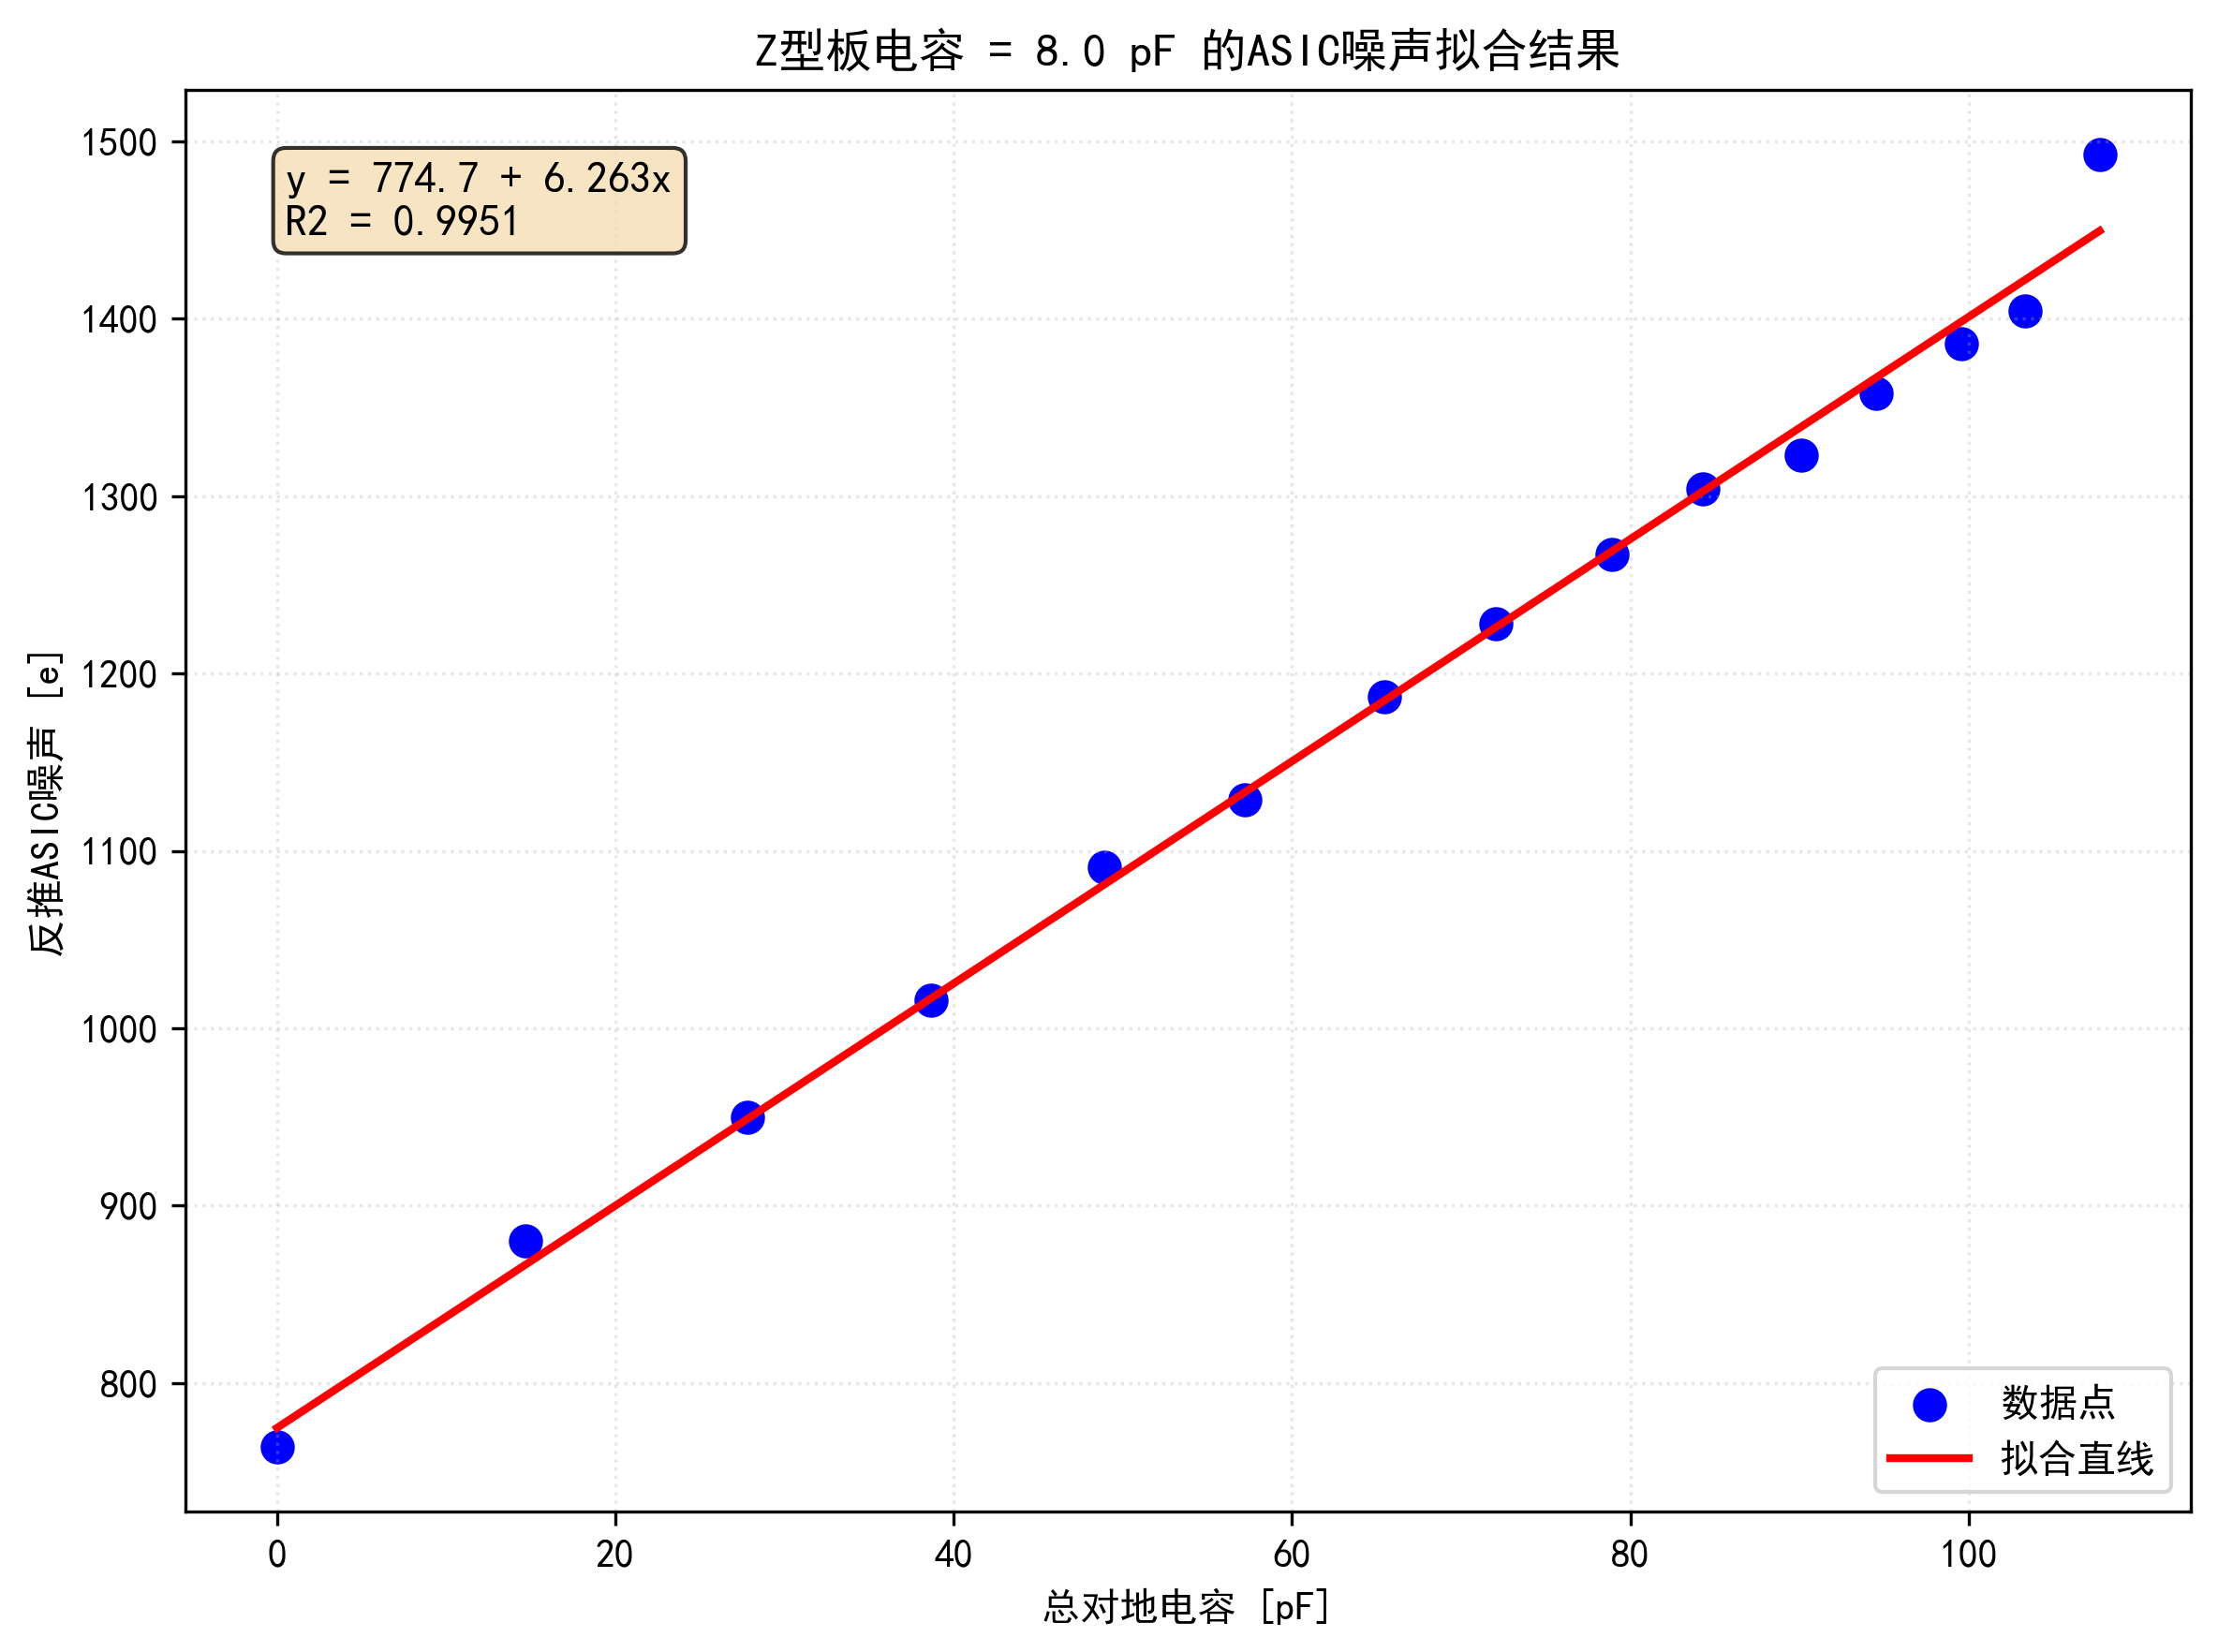 Z型板电容 = 8.0 pF 的ASIC噪声拟合结果
y = 774.7 + 6.263x
R2 = 0.9951
反推ASIC噪声 [e]
1500
1400
1300
1200
1100
1000
900
800
0 20 40 60 80 100
总对地电容 [pF]
数据点
拟合直线